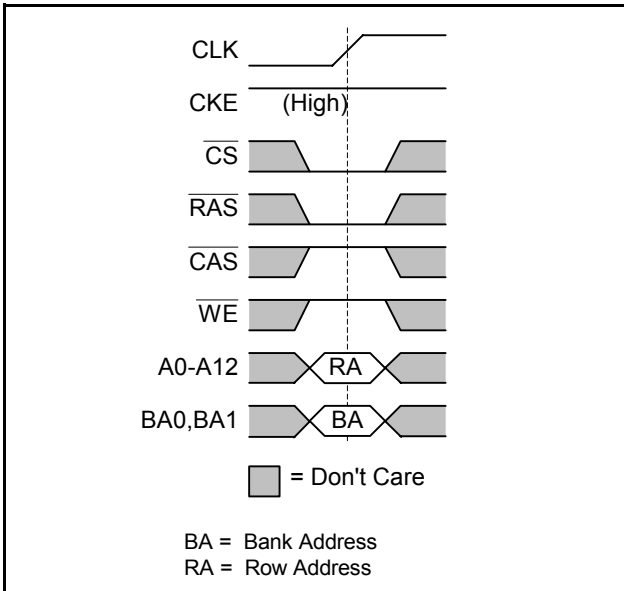 CLK
CKE (High)
CS
RAS
CAS
WE
A0-A12 RA
BA0,BA1 BA
= Don't Care
BA = Bank Address
RA = Row Address